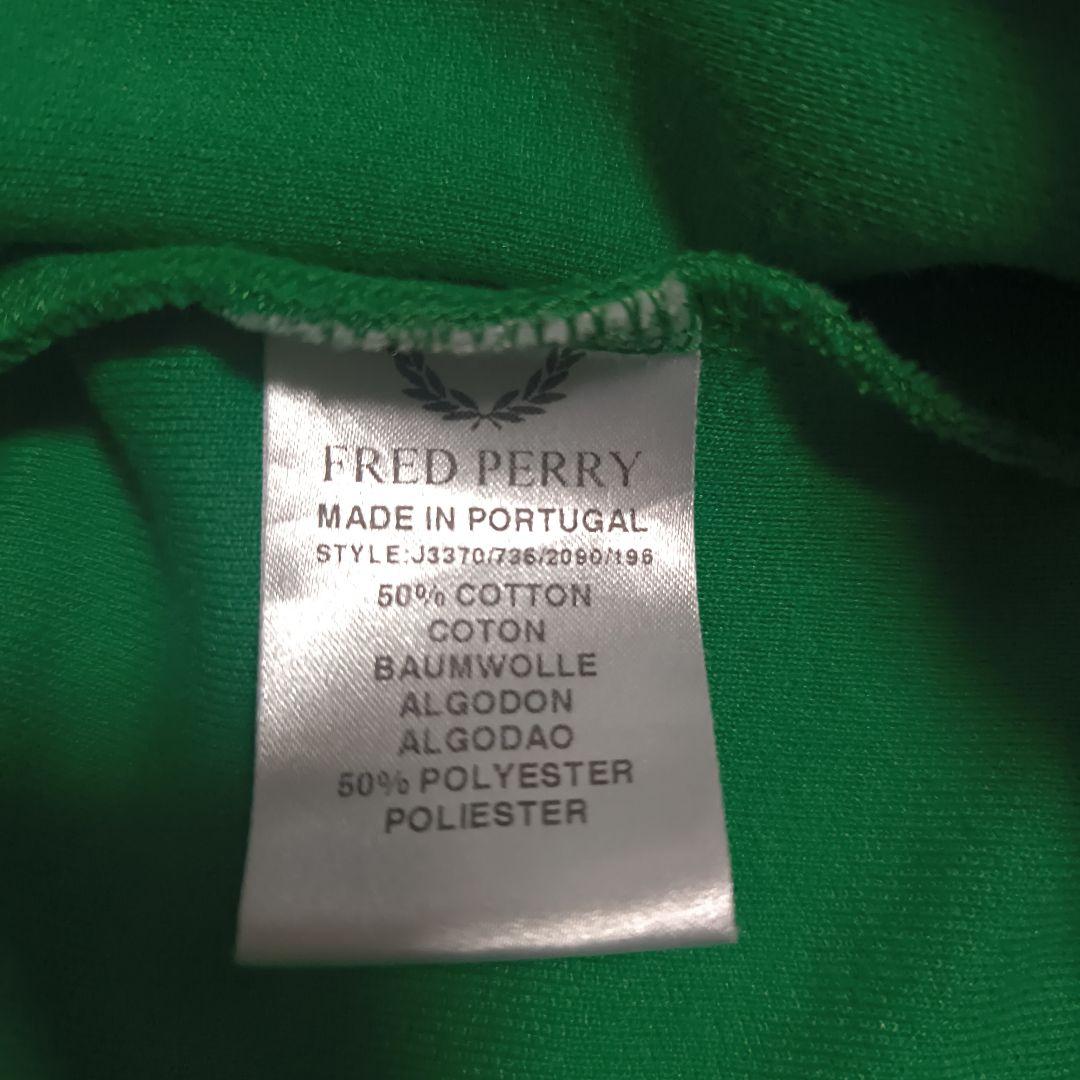 FRED PERRY
MADE IN PORTUGAL
STYLE:J3370/736/2090/196
50% COTTON
COTON
BAUMWOLLE
ALGODON
ALGODAO
50% POLYESTER
POLIESTER